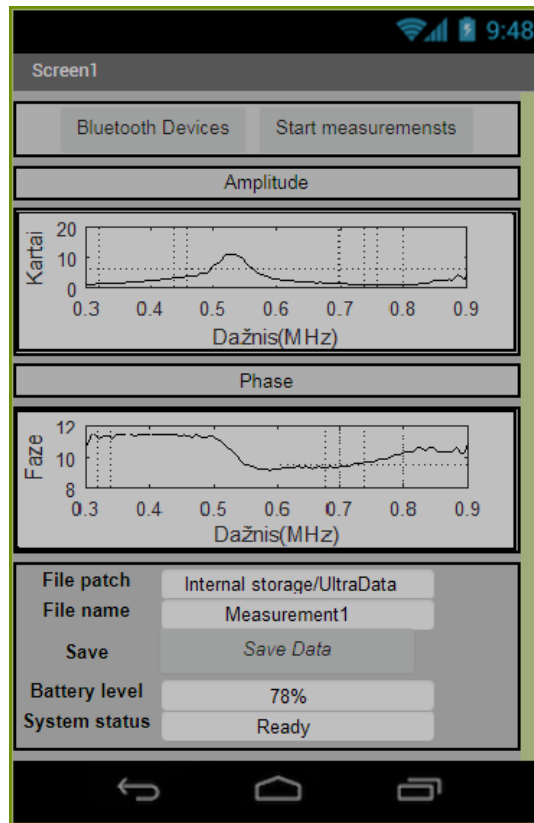 9:48
Screen1
Bluetooth Devices Start measuremensts
Amplitude
Kartai
20
10
0
0.3 0.4 0.5 0.6 0.7 0.8 0.9
Dažnis(MHz)
Phase
Faze
12
10
8
0.3 0.4 0.5 0.6 0.7 0.8 0.9
Dažnis(MHz)
File patch Internal storage/UltraData
File name Measurement1
Save Save Data
Battery level 78%
System status Ready